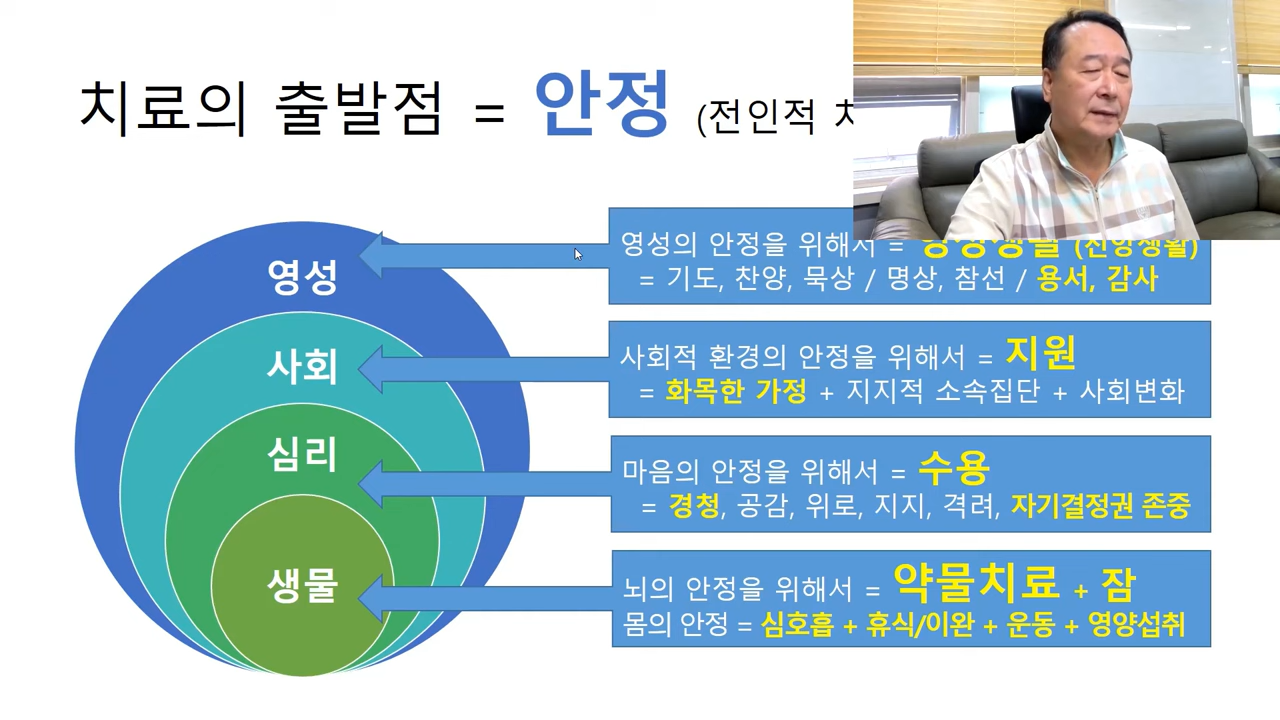 치료의 출발점 = 안정 (전인적
영성
사회
심리
생물
영성의 안정을 위해서 = (신앙생활)
= 기도, 찬양, 묵상 / 명상, 참선 / 용서, 감사
사회적 환경의 안정을 위해서 = 지원
= 화목한 가정 + 지지적 소속집단 + 사회변화
마음의 안정을 위해서 = 수용
= 경청, 공감, 위로, 지지, 격려, 자기결정권 존중
뇌의 안정을 위해서 = 약물치료 + 잠
몸의 안정 = 심호흡 + 휴식/이완 + 운동 + 영양섭취